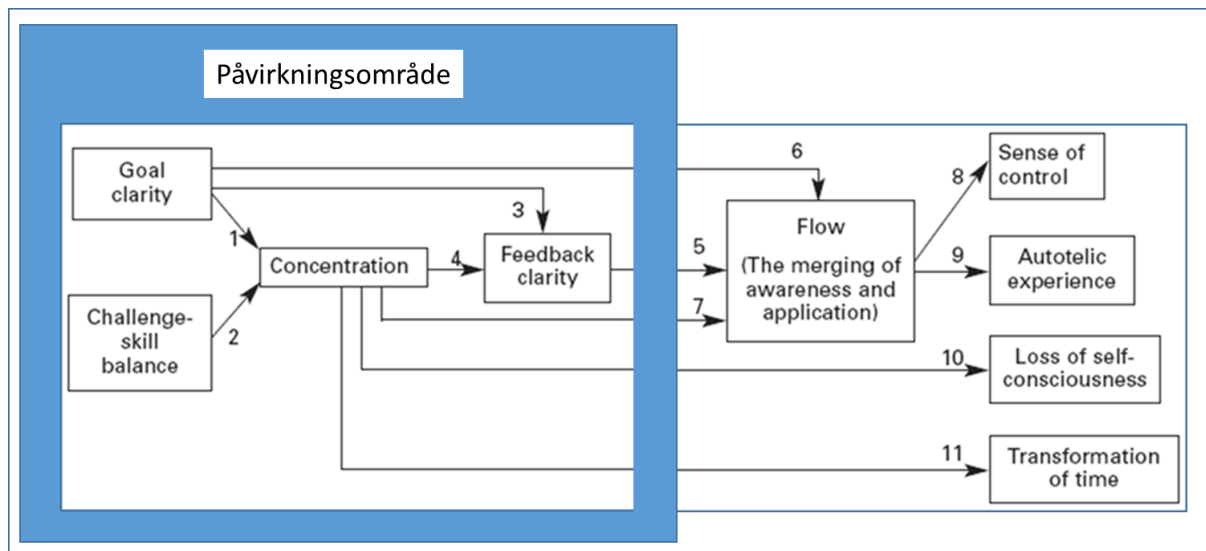 Påvirkningsområde
Goal
clarity
Challenge-
skill
balance
1
2
Concentration
3
4
Feedback
clarity
5
6
7
Flow
(The merging of
awareness and
application)
8
9
10
11
Sense of
control
Autotelic
experience
Loss of self-
consciousness
Transformation
of time